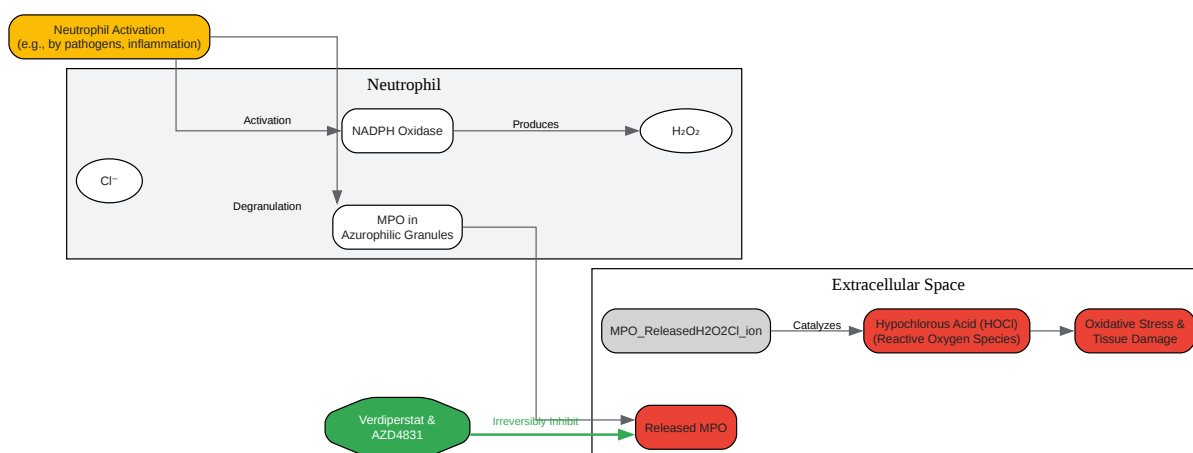 Neutrophil Activation
(e.g., by pathogens, inflammation)
Neutrophil
Activation
NADPH Oxidase
Produces
H₂O₂
Cl⁻
Degranulation
MPO in
Azurophilic Granules
Extracellular Space
MPO_ReleasedH2O2Cl_ion
Catalyzes
Hypochlorous Acid (HOCl)
(Reactive Oxygen Species)
Oxidative Stress &
Tissue Damage
Verdiperstat &
AZD4831
Irreversibly Inhibit
Released MPO